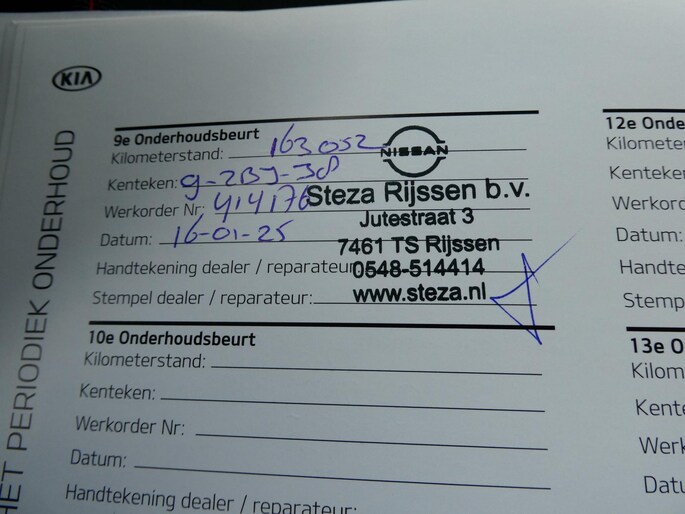 KIA
HET PERIODIEK ONDERHOUD
9e Onderhoudsbeurt
Kilometerstand: 163052
Kenteken: g-ZBJ-38
Werkorder Nr: 414176
Datum: 16-01-25
Handtekening dealer / reparateur
Stempel dealer / reparateur:
NISSAN
Steza Rijssen b.v.
Jutestraat 3
7461 TS Rijssen
0548-514414
www.steza.nl
10e Onderhoudsbeurt
Kilometerstand:
Kenteken:
Werkorder Nr:
Datum:
Handtekening dealer / reparateur:
12e Onde
Kilometer
Kenteken
Werkord
Datum:
Handte
Stemp
13e O
Kilom
Kente
Werk
Datu